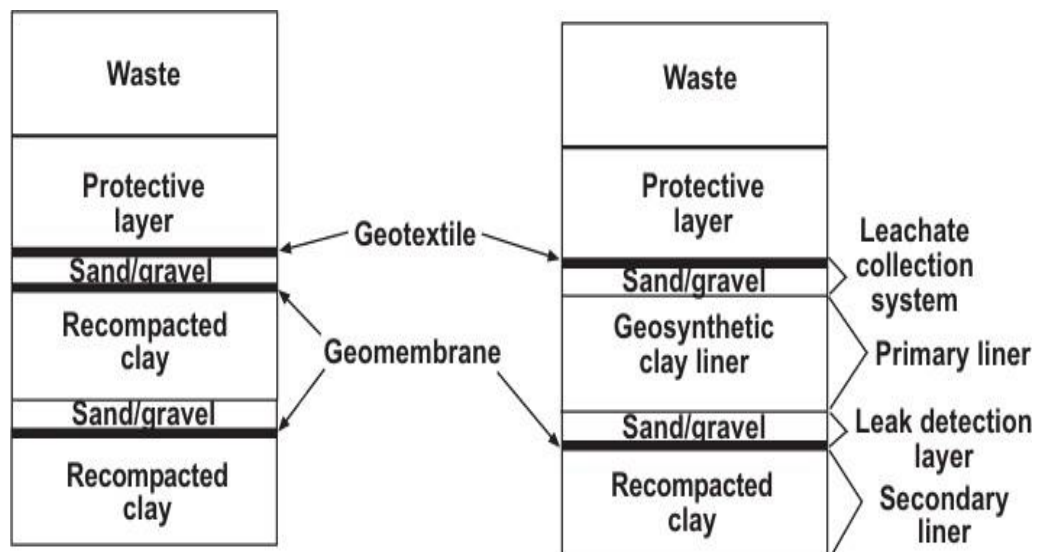 Waste
Protective
layer
Sand/gravel
Recompacted
clay
Sand/gravel
Recompacted
clay
Geotextile
Geomembrane
Waste
Protective
layer
Sand/gravel
Geosynthetic
clay liner
Sand/gravel
Recompacted
clay
Leachate
collection
system
Primary liner
Leak detection
layer
Secondary
liner